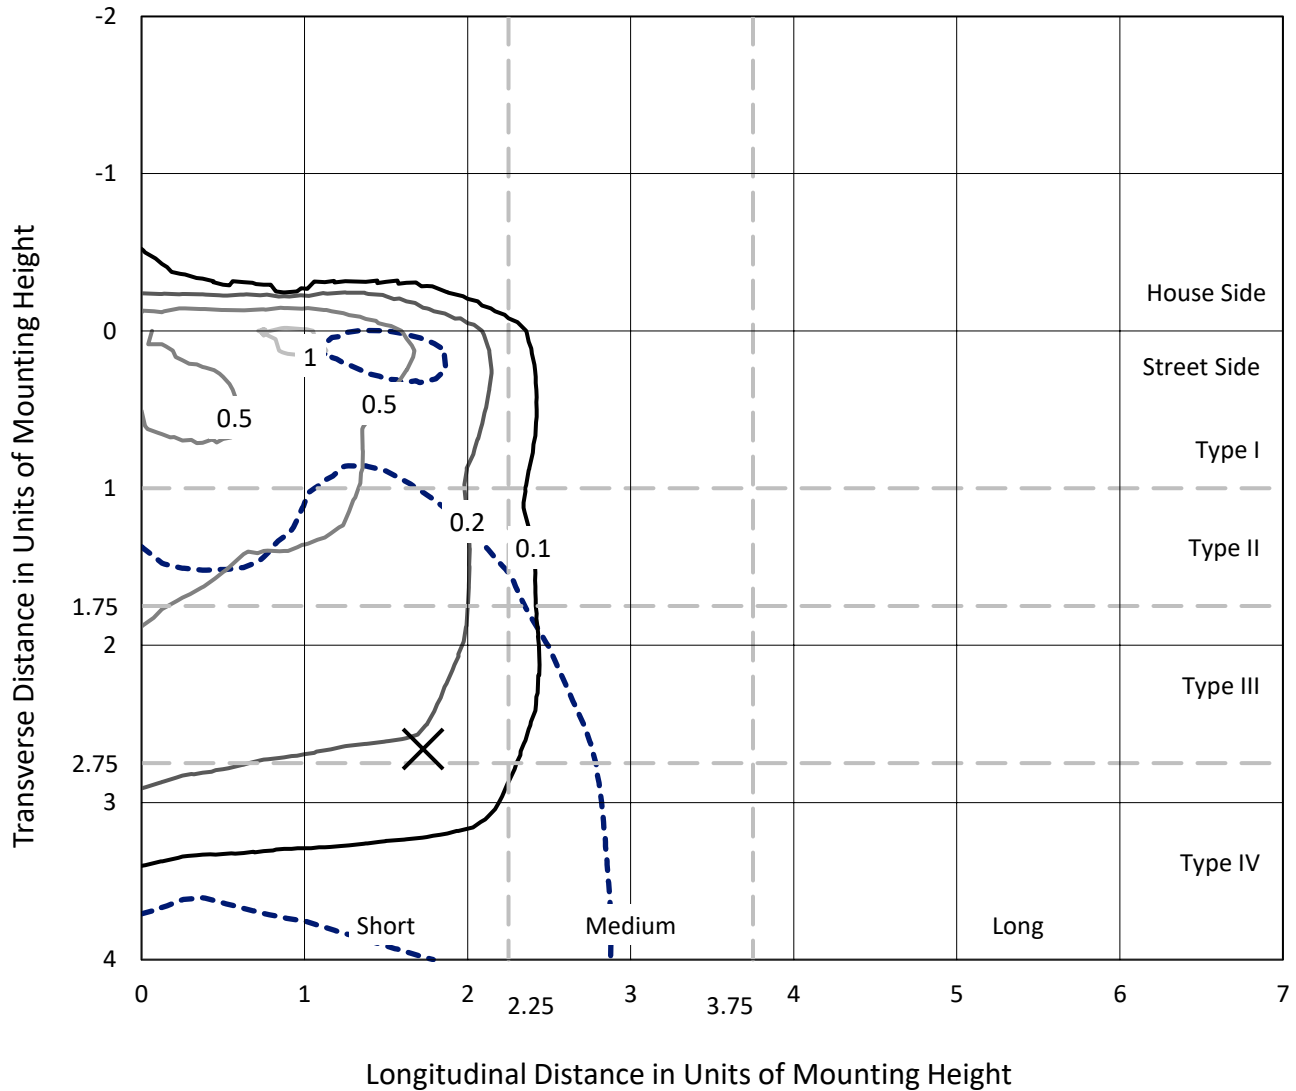 -2
-1
House Side
0
Street Side
1
0.5
0.5
Type I
1
0.2
0.1
Type II
1.75
2
Type III
2.75
3
Type IV
Short
Medium
Long
4
0
1
2
2.25
3
3.75
4
5
6
7
Transverse Distance in Units of Mounting Height
Longitudinal Distance in Units of Mounting Height